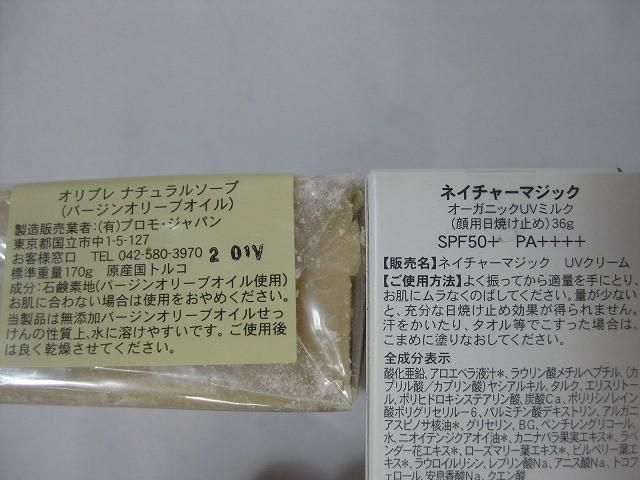 オリプレ ナチュラルソープ
(バージンオリーブオイル)
製造販売業者:(有)プロモ・ジャパン
東京都国立市中1-5-127
お客様窓口 TEL 042-580-3970
標準重量170g 原産国トルコ
成分:石鹸素地(バージンオリーブオイル使用)
お肌に合わない場合は使用をおやめください。
当製品は無添加バージンオリーブオイルせっ
けんの性質上、水に溶けやすいです。ご使用後
は良く乾燥させてください。
ネイチャーマジック
オーガニックUVミルク
(顔用日焼け止め)36g
SPF50+ PA++++
【販売名】ネイチャーマジック UVクリーム
【ご使用方法】よく振ってから適量を手にとり、
お肌にムラなくのばしてください。量が少ない
と、充分な日焼け止め効果が得られません。
汗をかいたり、タオル等でこすった場合は、
こまめに塗りなおしてください。
全成分表示
酸化亜鉛、アロエベラ液汁*、ラウリン酸メチルヘプチル、(カ
プリル酸/カプリン酸)ヤシアルキル、タルク、エリスリトー
ル、ポリヒドロキシステアリン酸、炭酸Ca、ポリリシノレイン
酸ポリグリセリル-6、パルミチン酸デキストリン、アルガニ
アスピノサ核油*、グリセリン、BG、ペンチレングリコール、
水、ニオイテンジクアオイ油*、カニナバラ果実エキス*、ラベ
ンダー花エキス*、ローズマリー葉エキス*、ビルベリー葉エ
キス*、ラウロイルリシン、レブリン酸Na、アニス酸Na、トコフ
ェロール、安息香酸Na、クエン酸